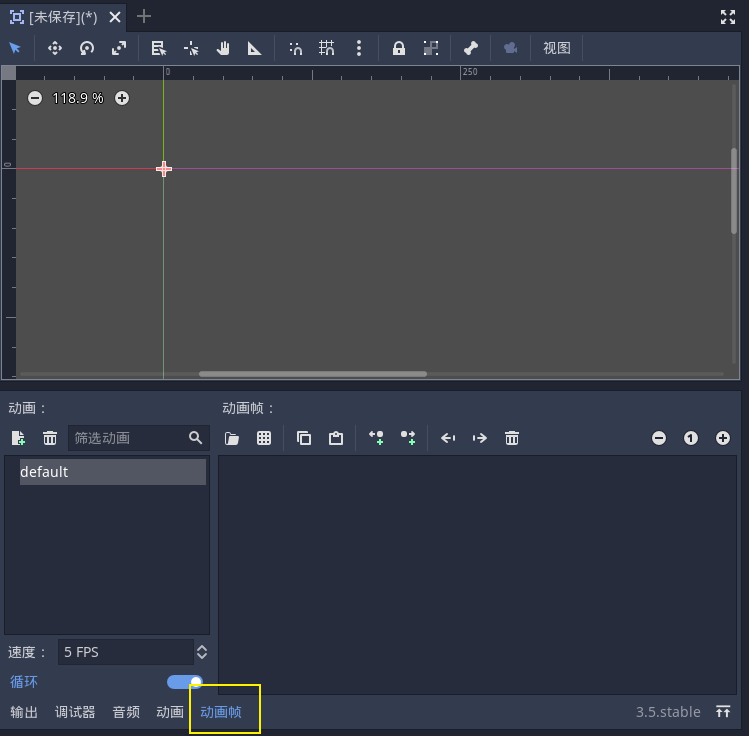 [未保存](*)
视图
0
250
118.9 %
0
动画： 动画帧：
筛选动画
default
速度： 5 FPS
循环
输出 调试器 音频 动画 动画帧 3.5.stable